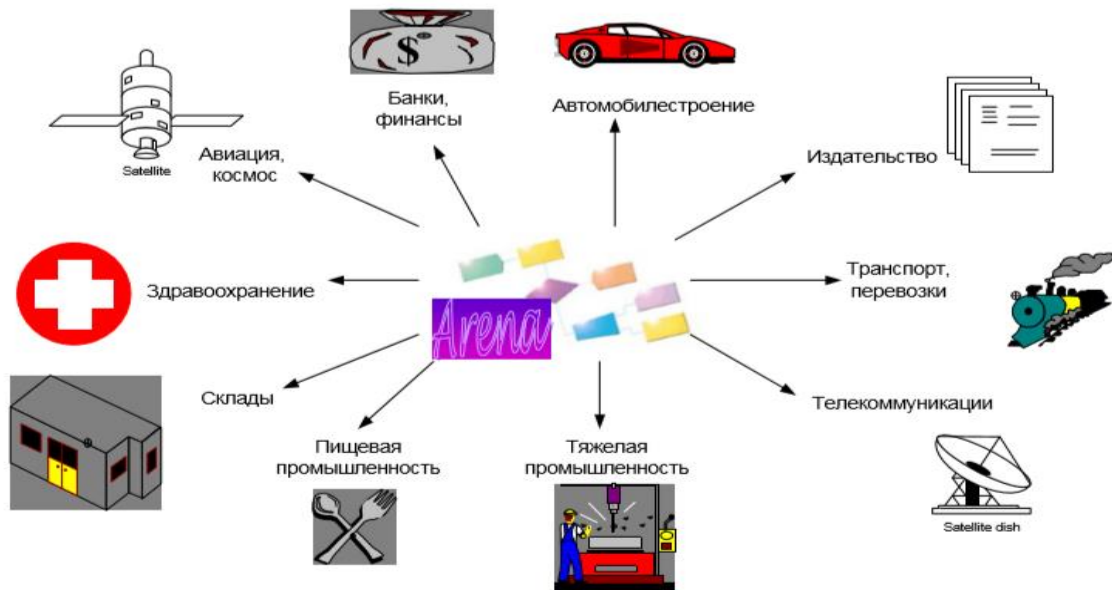 $
Банки,
финансы
Автомобилестроение
Satellite
Авиация,
космос
Издательство
Здравоохранение
Транспорт,
перевозки
Arena
Склады
Телекоммуникации
Пищевая
промышленность
Тяжелая
промышленность
Satellite dish